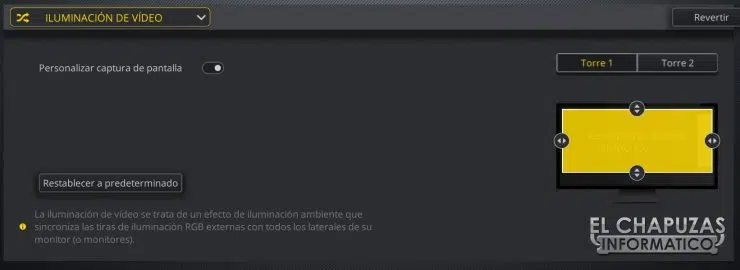 ILUMINACIÓN DE VÍDEO
Revertir
Personalizar captura de pantalla
Torre 1
Torre 2
Restablecer a predeterminado
La iluminación de vídeo se trata de un efecto de iluminación ambiente que
sincroniza las tiras de iluminación RGB externas con todos los laterales de su
monitor (o monitores).
EL CHAPUZAS
INFORMÁTICO